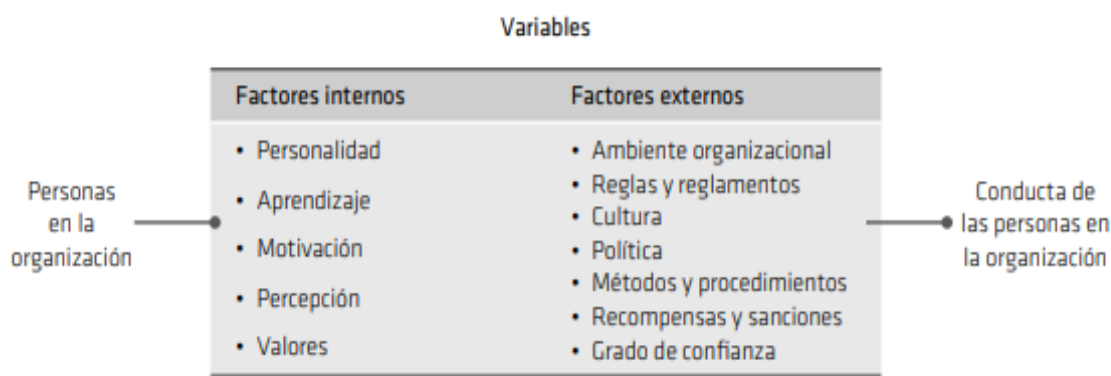 Variables
Factores internos
Factores externos
Personas
en la
organización
• Personalidad
• Aprendizaje
• Motivación
• Percepción
• Valores
• Ambiente organizacional
• Reglas y reglamentos
• Cultura
• Política
• Métodos y procedimientos
• Recompensas y sanciones
• Grado de confianza
Conducta de
las personas en
la organización